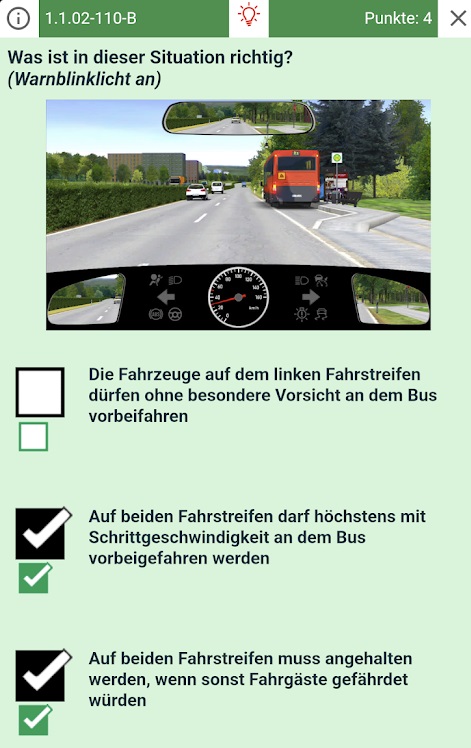 1.1.02-110-B
Punkte: 4
Was ist in dieser Situation richtig?
(Warnblinklicht an)
Die Fahrzeuge auf dem linken Fahrstreifen
dürfen ohne besondere Vorsicht an dem Bus
vorbeifahren
Auf beiden Fahrstreifen darf höchstens mit
Schrittgeschwindigkeit an dem Bus
vorbeigefahren werden
Auf beiden Fahrstreifen muss angehalten
werden, wenn sonst Fahrgäste gefährdet
würden